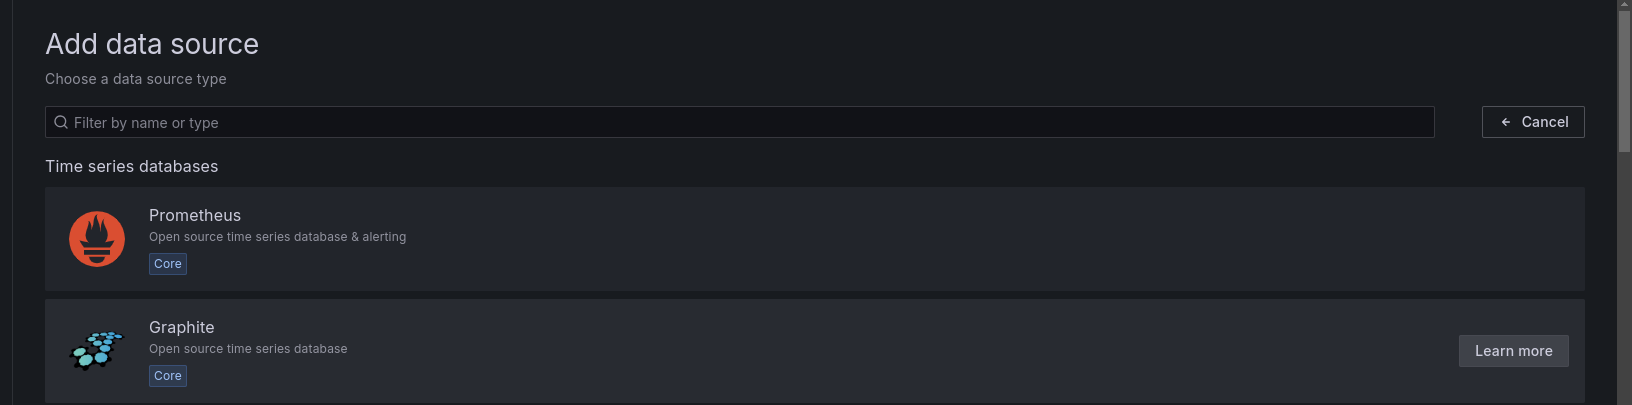 Add data source
Choose a data source type
Filter by name or type
Cancel
Time series databases
Prometheus
Open source time series database & alerting
Core
Graphite
Open source time series database
Core
Learn more